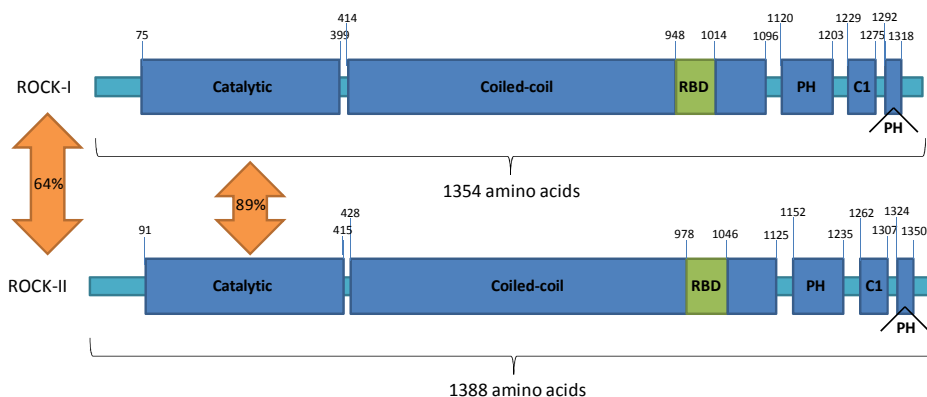 414 1120 1229 1292
75 399 948 1014 1096 1203 1275 1318
ROCK-I Catalytic Coiled-coil RBD PH C1
PH
1354 amino acids
64% 89%
428 1152 1262 1324
91 415 978 1046 1125 1235 1307 1350
ROCK-II Catalytic Coiled-coil RBD PH C1
PH
1388 amino acids